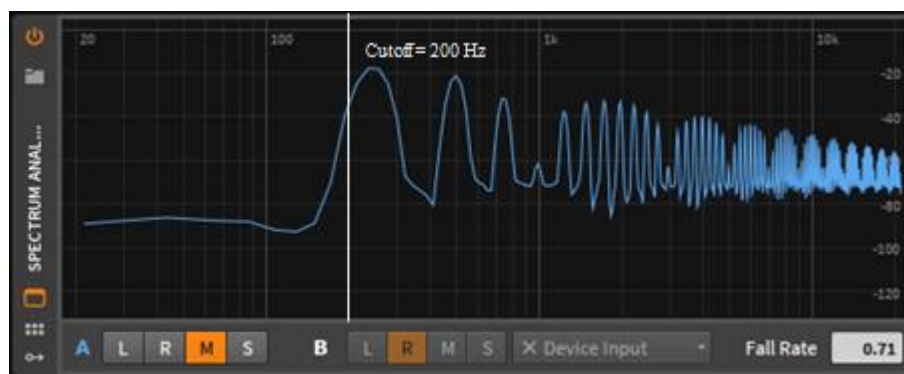 20 100 1k 10k
Cutoff= 200 Hz
-20
-40
-80
-100
-120
SPECTRUM ANAL...
A L R M S B L R M S × Device Input Fall Rate 0.71